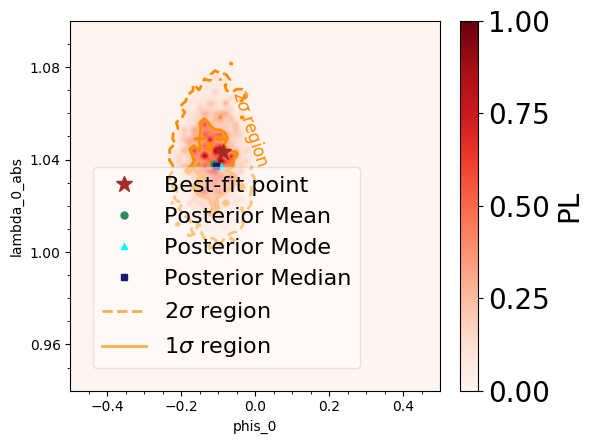 1.08
1.04
1.00
0.96
lambda_0_abs
2σ region
Best-fit point
Posterior Mean
Posterior Mode
Posterior Median
2σ region
1σ region
−0.4
−0.2
0.0
0.2
0.4
phis_0
1.00
0.75
0.50
0.25
0.00
PL